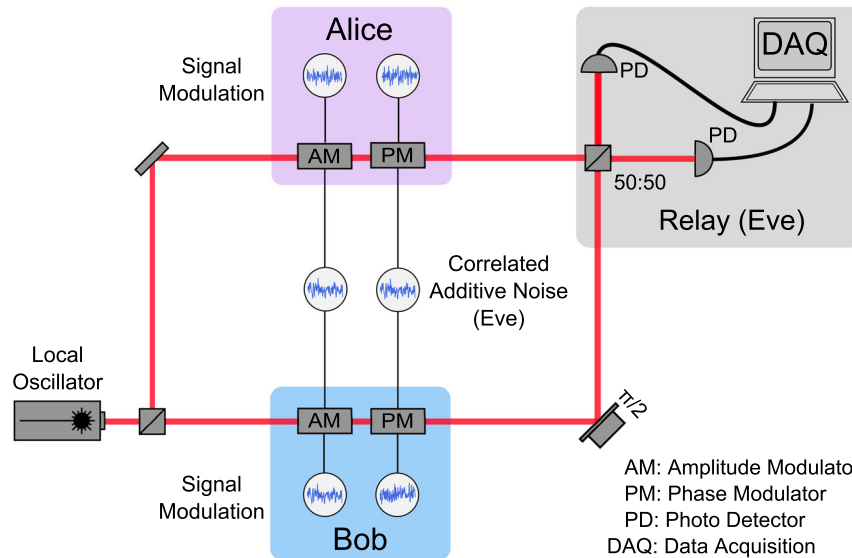 Alice
Signal
Modulation
AM
PM
PD
DAQ
PD
50:50
Relay (Eve)
Correlated
Additive Noise
(Eve)
Local
Oscillator
AM
PM
π/2
Signal
Modulation
Bob
AM: Amplitude Modulato
PM: Phase Modulator
PD: Photo Detector
DAQ: Data Acquisition